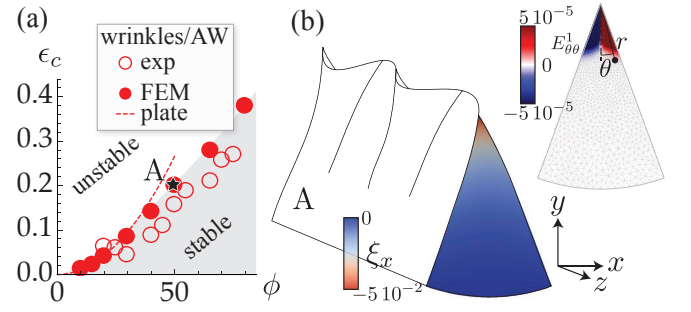 (a)
ϵ_c
wrinkles/AW
exp
FEM
plate
unstable
A
stable
0.4
0.3
0.2
0.1
0.0
0
50
ϕ
(b)
A
0
ξ_x
−5 10⁻²
5 10⁻⁵
E¹_θθ
0
−5 10⁻⁵
r
θ
y
x
z